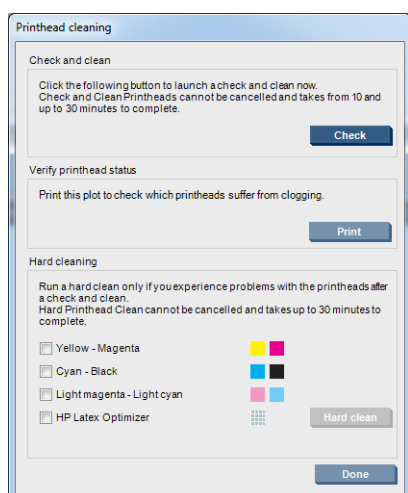 Printhead cleaning
Check and clean
Click the following button to launch a check and clean now.
Check and Clean Printheads cannot be cancelled and takes from 10 and
up to 30 minutes to complete.
Check
Verify printhead status
Print this plot to check which printheads suffer from clogging.
Print
Hard cleaning
Run a hard clean only if you experience problems with the printheads after
a check and clean.
Hard Printhead Clean cannot be cancelled and takes up to 30 minutes to
complete.
Yellow - Magenta
Cyan - Black
Light magenta - Light cyan
HP Latex Optimizer
Hard clean
Done